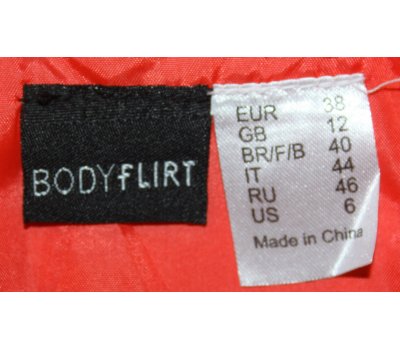 BODYFLIRT
EUR 38
GB 12
BR/F/B 40
IT 44
RU 46
US 6
Made in China